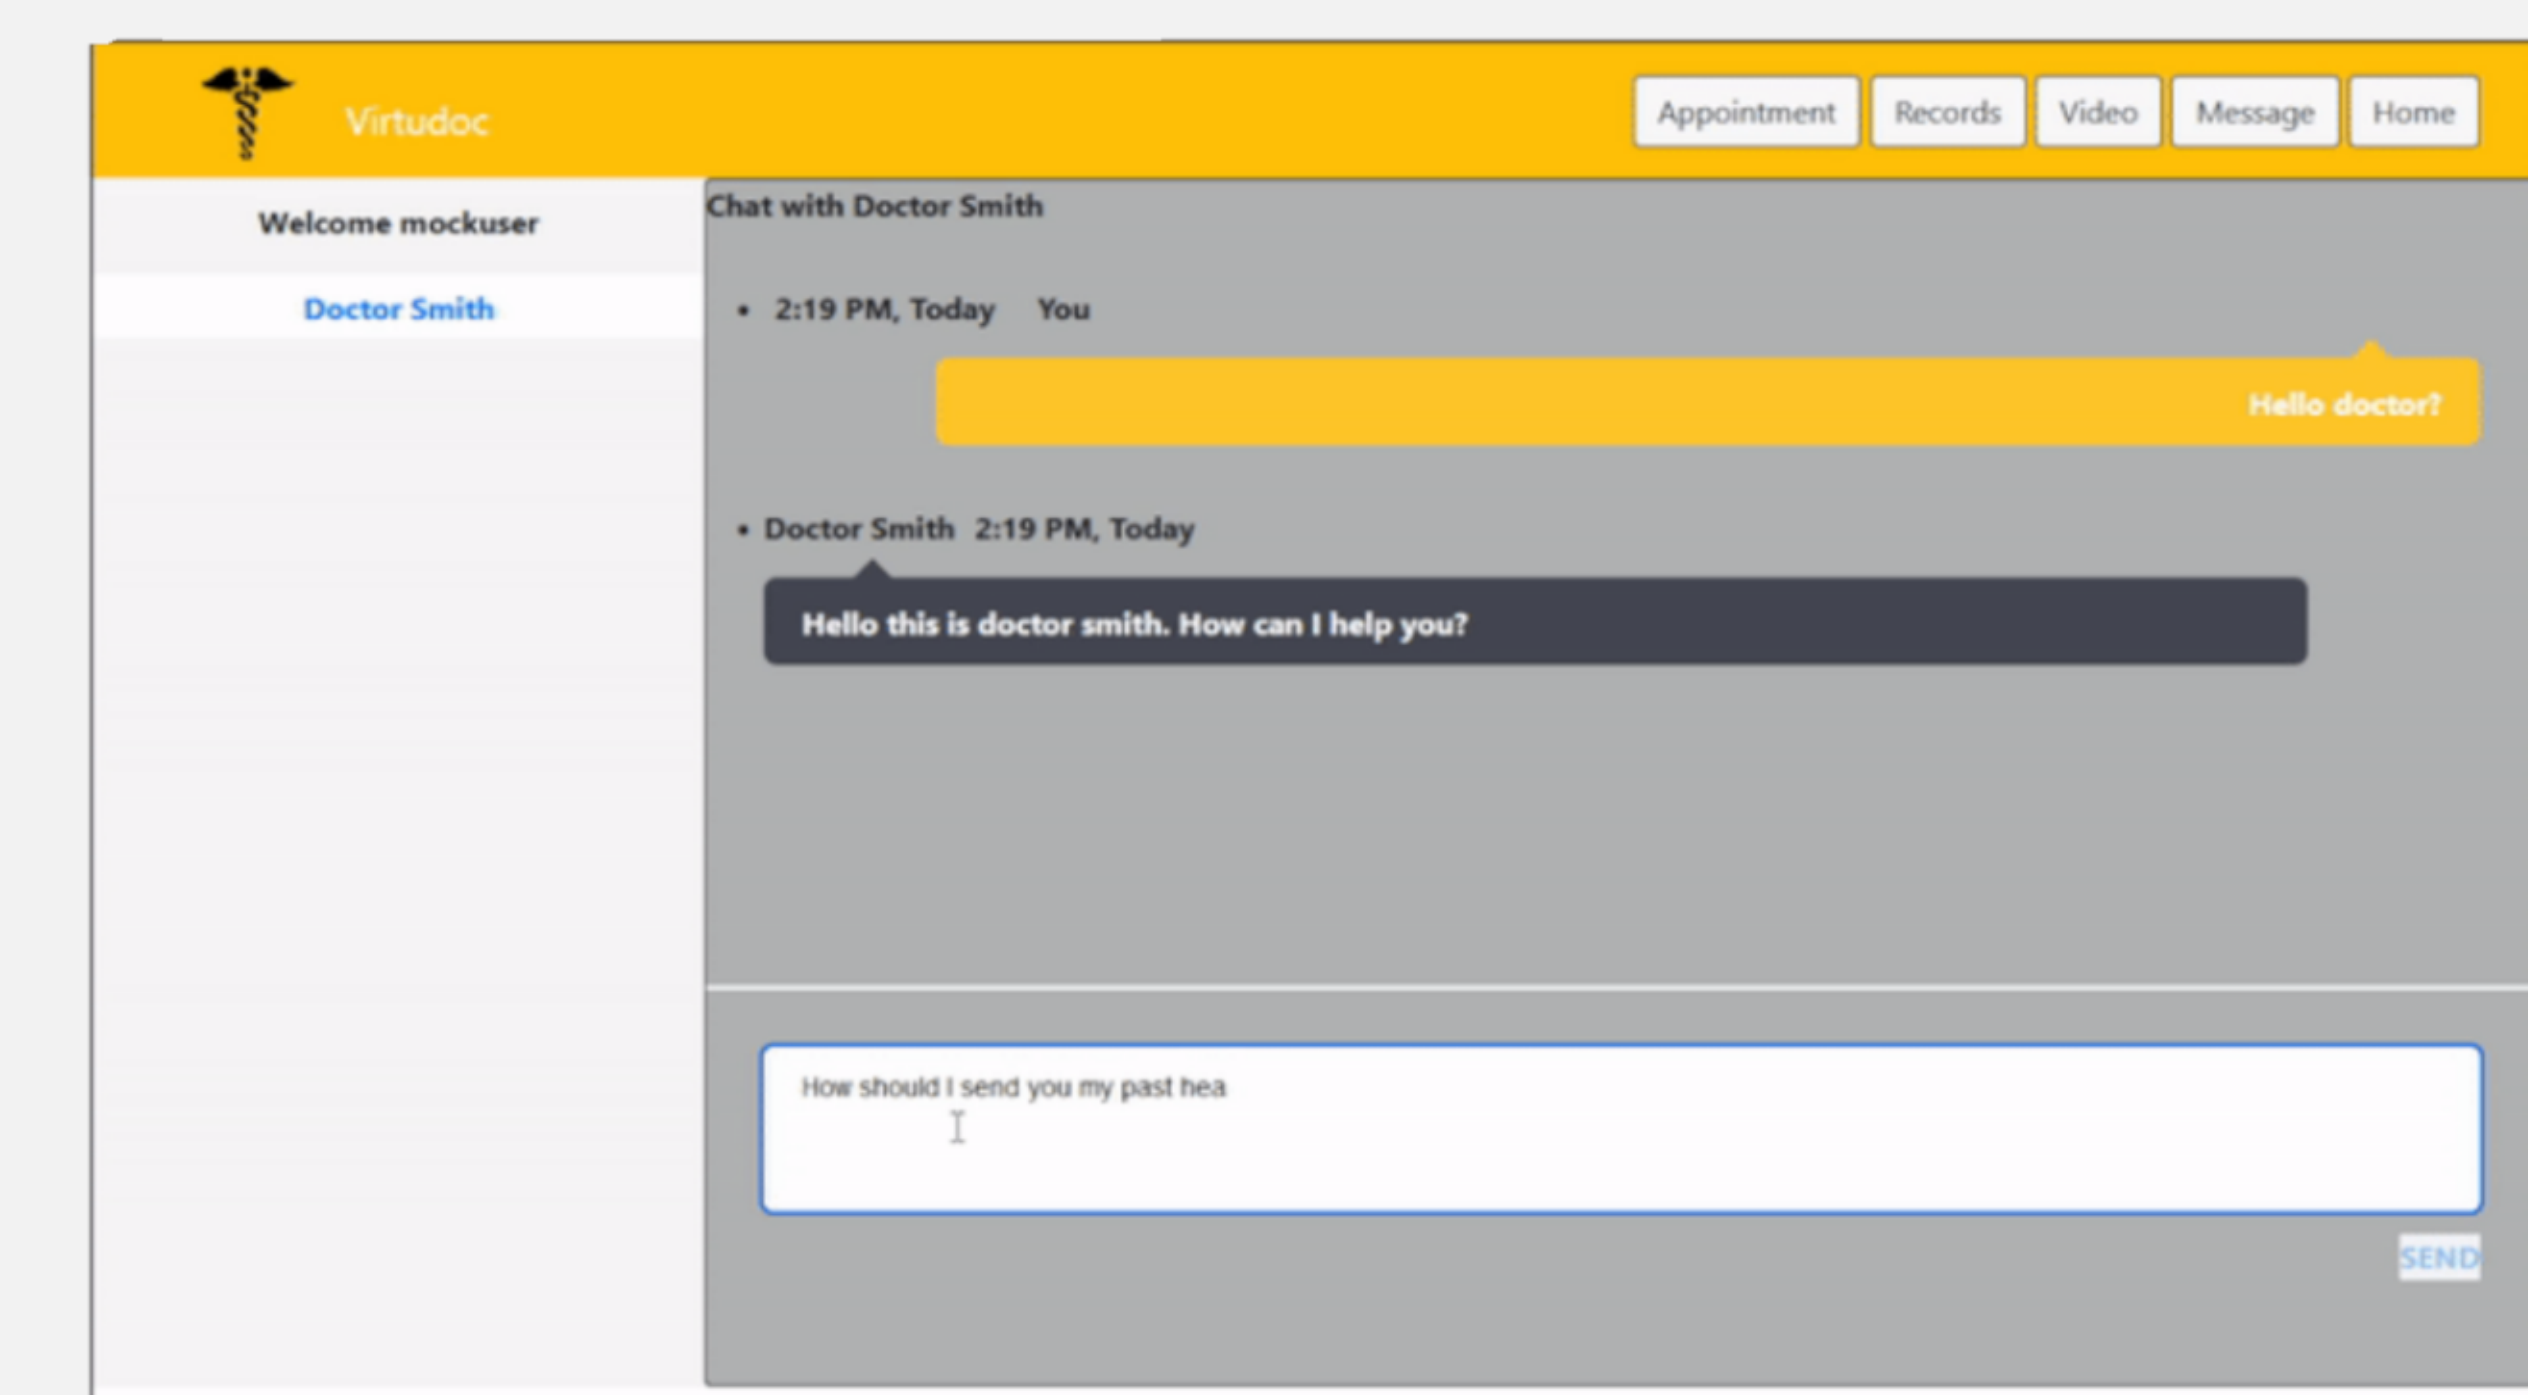 Virtudoc
Appointment Records Video Message Home
Welcome mockuser
Doctor Smith
Chat with Doctor Smith
• 2:19 PM, Today You
Hello doctor?
• Doctor Smith 2:19 PM, Today
Hello this is doctor smith. How can I help you?
How should I send you my past hea
SEND